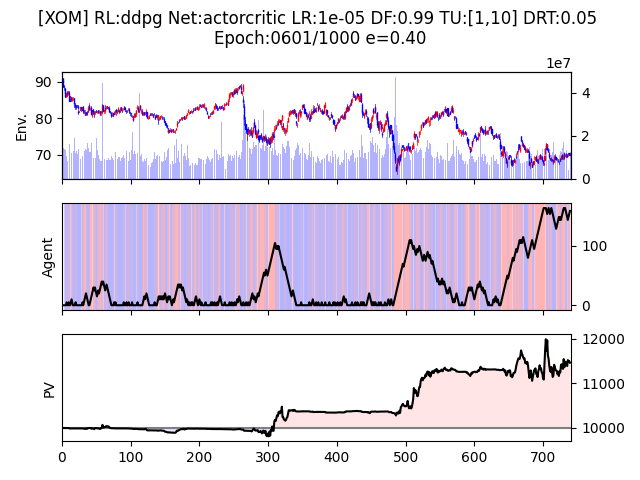 [XOM] RL:ddpg Net:actorcritic LR:1e-05 DF:0.99 TU:[1,10] DRT:0.05
Epoch:0601/1000 e=0.40
1e7
90
80
70
Env.
4
2
0
Agent
100
0
PV
12000
11000
10000
0 100 200 300 400 500 600 700